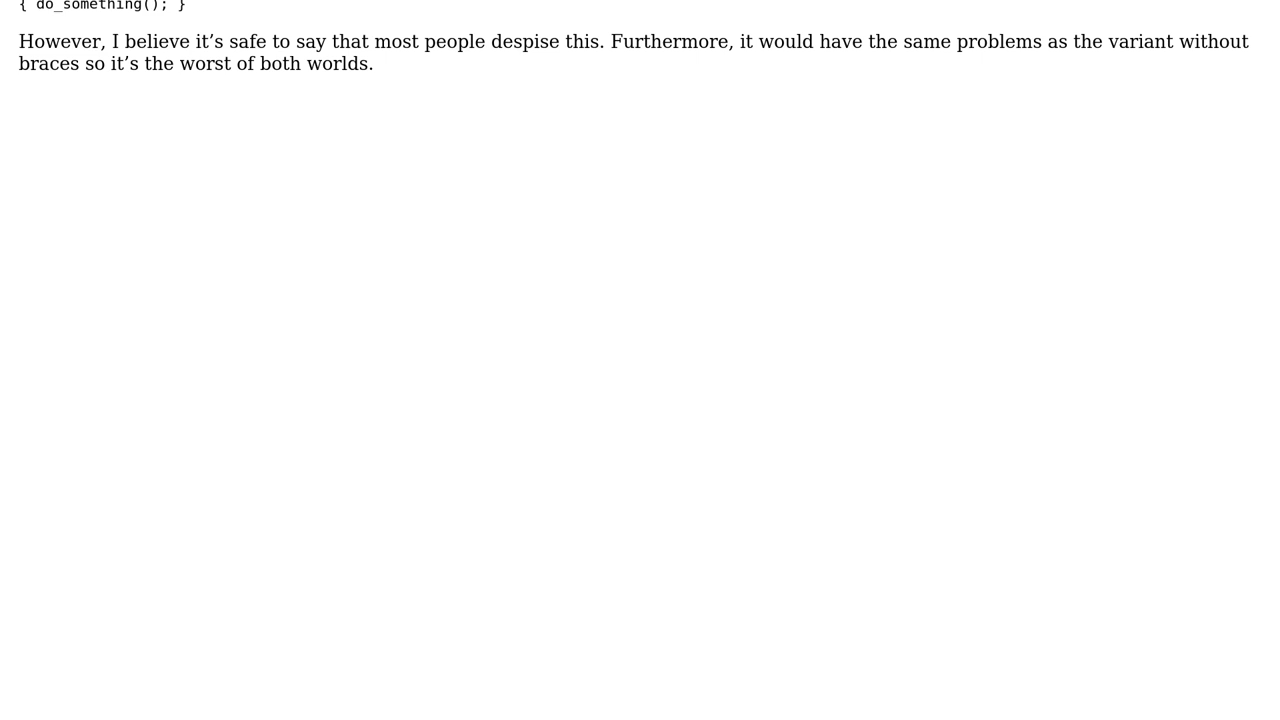 { do_something(); }
However, I believe it’s safe to say that most people despise this. Furthermore, it would have the same problems as the variant without
braces so it’s the worst of both worlds.